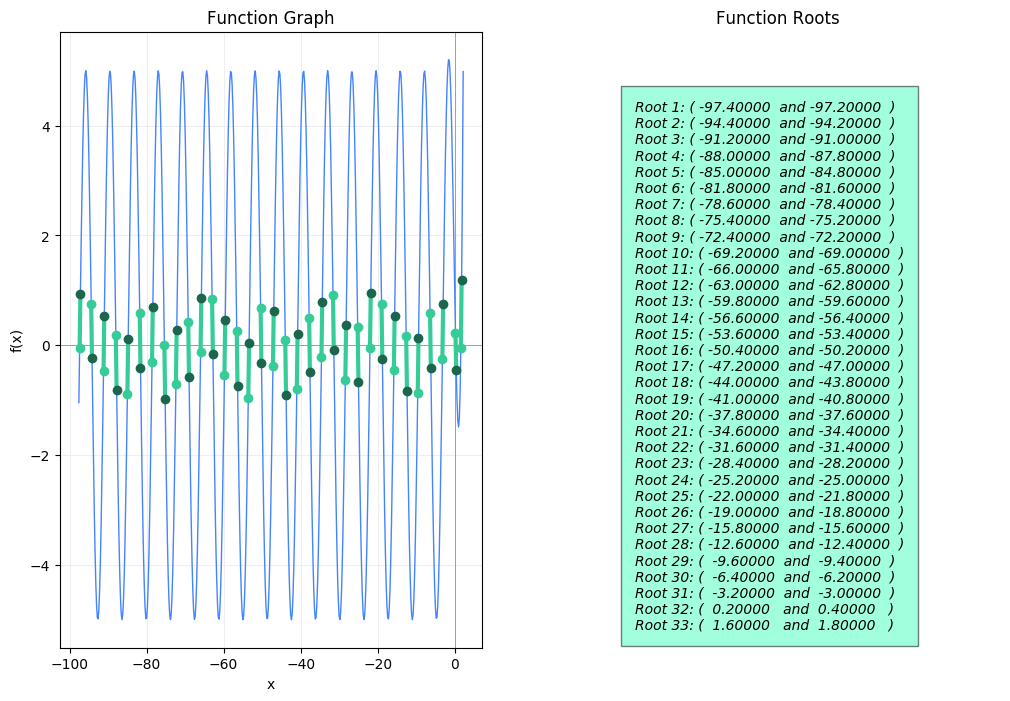 Function Graph
4
2
0
−2
−4
f(x)
−100
−80
−60
−40
−20
0
x
Function Roots
Root 1: ( -97.40000 and -97.20000 )
Root 2: ( -94.40000 and -94.20000 )
Root 3: ( -91.20000 and -91.00000 )
Root 4: ( -88.00000 and -87.80000 )
Root 5: ( -85.00000 and -84.80000 )
Root 6: ( -81.80000 and -81.60000 )
Root 7: ( -78.60000 and -78.40000 )
Root 8: ( -75.40000 and -75.20000 )
Root 9: ( -72.40000 and -72.20000 )
Root 10: ( -69.20000 and -69.00000 )
Root 11: ( -66.00000 and -65.80000 )
Root 12: ( -63.00000 and -62.80000 )
Root 13: ( -59.80000 and -59.60000 )
Root 14: ( -56.60000 and -56.40000 )
Root 15: ( -53.60000 and -53.40000 )
Root 16: ( -50.40000 and -50.20000 )
Root 17: ( -47.20000 and -47.00000 )
Root 18: ( -44.00000 and -43.80000 )
Root 19: ( -41.00000 and -40.80000 )
Root 20: ( -37.80000 and -37.60000 )
Root 21: ( -34.60000 and -34.40000 )
Root 22: ( -31.60000 and -31.40000 )
Root 23: ( -28.40000 and -28.20000 )
Root 24: ( -25.20000 and -25.00000 )
Root 25: ( -22.00000 and -21.80000 )
Root 26: ( -19.00000 and -18.80000 )
Root 27: ( -15.80000 and -15.60000 )
Root 28: ( -12.60000 and -12.40000 )
Root 29: ( -9.60000 and -9.40000 )
Root 30: ( -6.40000 and -6.20000 )
Root 31: ( -3.20000 and -3.00000 )
Root 32: ( 0.20000 and 0.40000 )
Root 33: ( 1.60000 and 1.80000 )